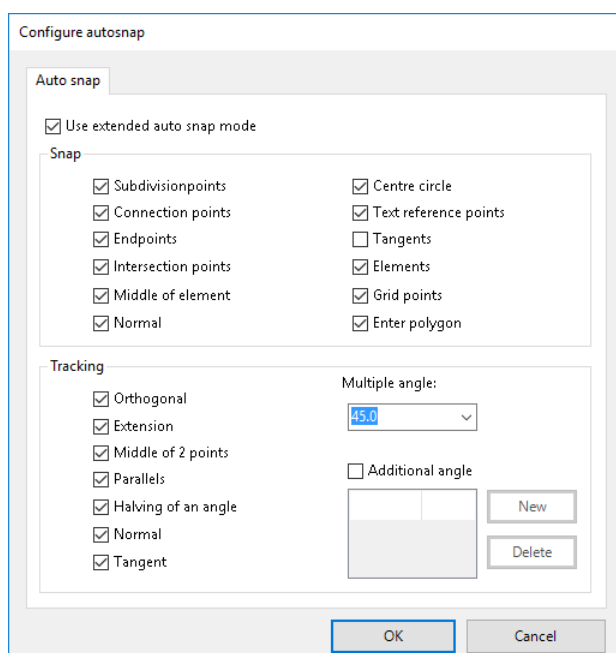 Configure autosnap
Auto snap
Use extended auto snap mode
Snap
Subdivisionpoints
Connection points
Endpoints
Intersection points
Middle of element
Normal
Centre circle
Text reference points
Tangents
Elements
Grid points
Enter polygon
Tracking
Orthogonal
Extension
Middle of 2 points
Parallels
Halving of an angle
Normal
Tangent
Multiple angle:
45.0
Additional angle
New
Delete
OK
Cancel